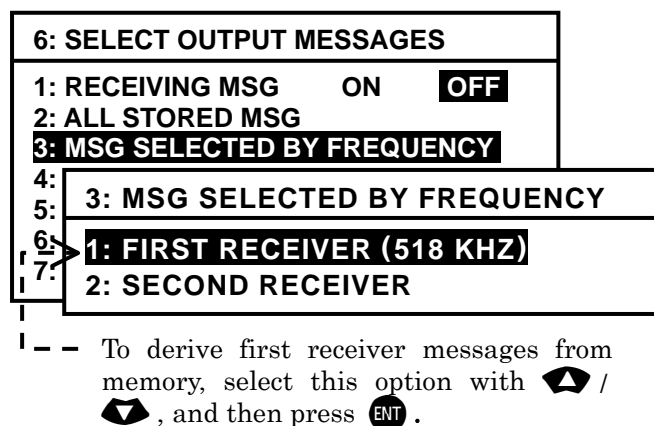 6: SELECT OUTPUT MESSAGES
1: RECEIVING MSG ON OFF
2: ALL STORED MSG
3: MSG SELECTED BY FREQUENCY
4:
5:
6:
7:
3: MSG SELECTED BY FREQUENCY
1: FIRST RECEIVER (518 KHZ)
2: SECOND RECEIVER
To derive first receiver messages from
memory, select this option with /
, and then press ENT .